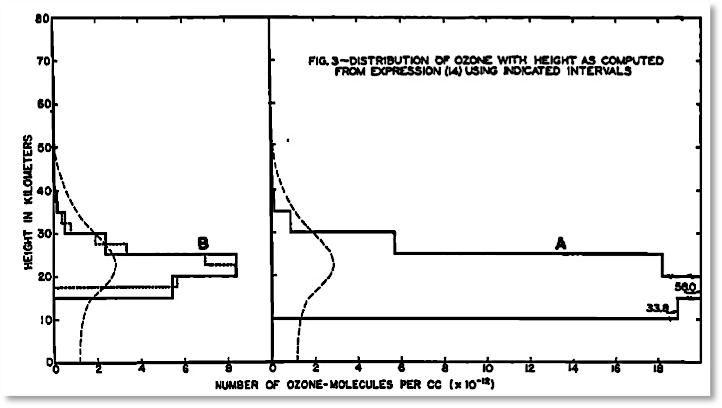 FIG. 3—DISTRIBUTION OF OZONE WITH HEIGHT AS COMPUTED
FROM EXPRESSION (14) USING INDICATED INTERVALS
HEIGHT IN KILOMETERS
80
70
60
50
40
30
20
10
0
B
A
56.0
33.8
0 2 4 6 8 0 2 4 6 8 10 12 14 16 18
NUMBER OF OZONE-MOLECULES PER CC (× 10⁻¹²)